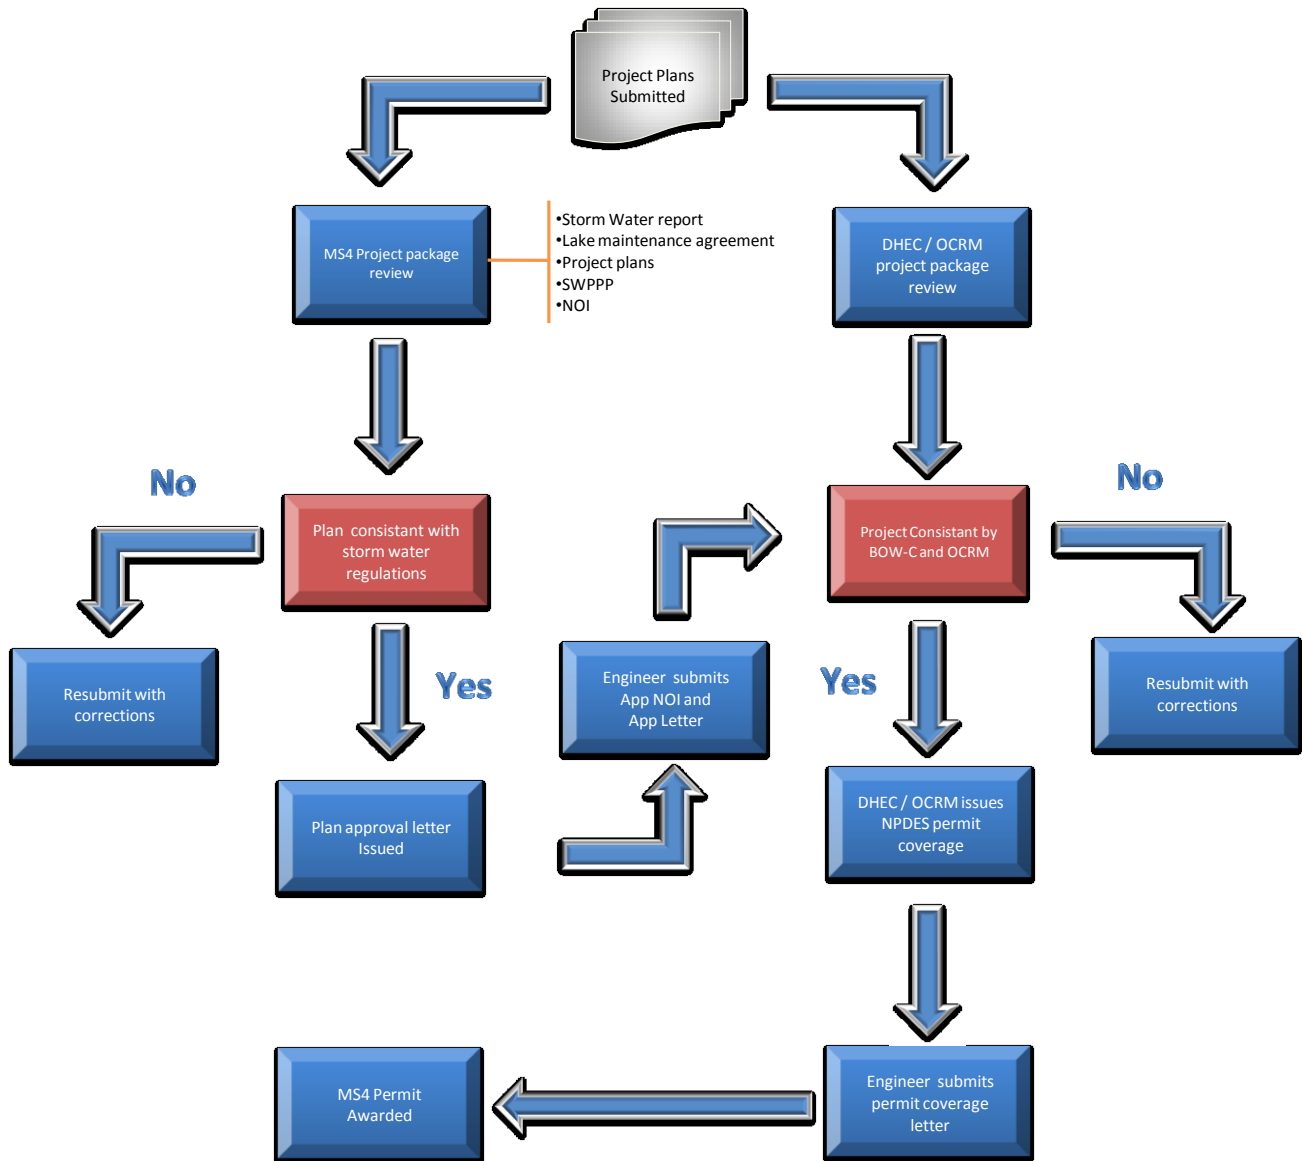 Project Plans
Submitted
MS4 Project package
review
•Storm Water report
•Lake maintenance agreement
•Project plans
•SWPPP
•NOI
DHEC / OCRM
project package
review
No
Plan consistant with
storm water
regulations
Project Consistant by
BOW-C and OCRM
No
Resubmit with
corrections
Yes
Engineer submits
App NOI and
App Letter
Yes
Resubmit with
corrections
Plan approval letter
Issued
DHEC / OCRM issues
NPDES permit
coverage
MS4 Permit
Awarded
Engineer submits
permit coverage
letter